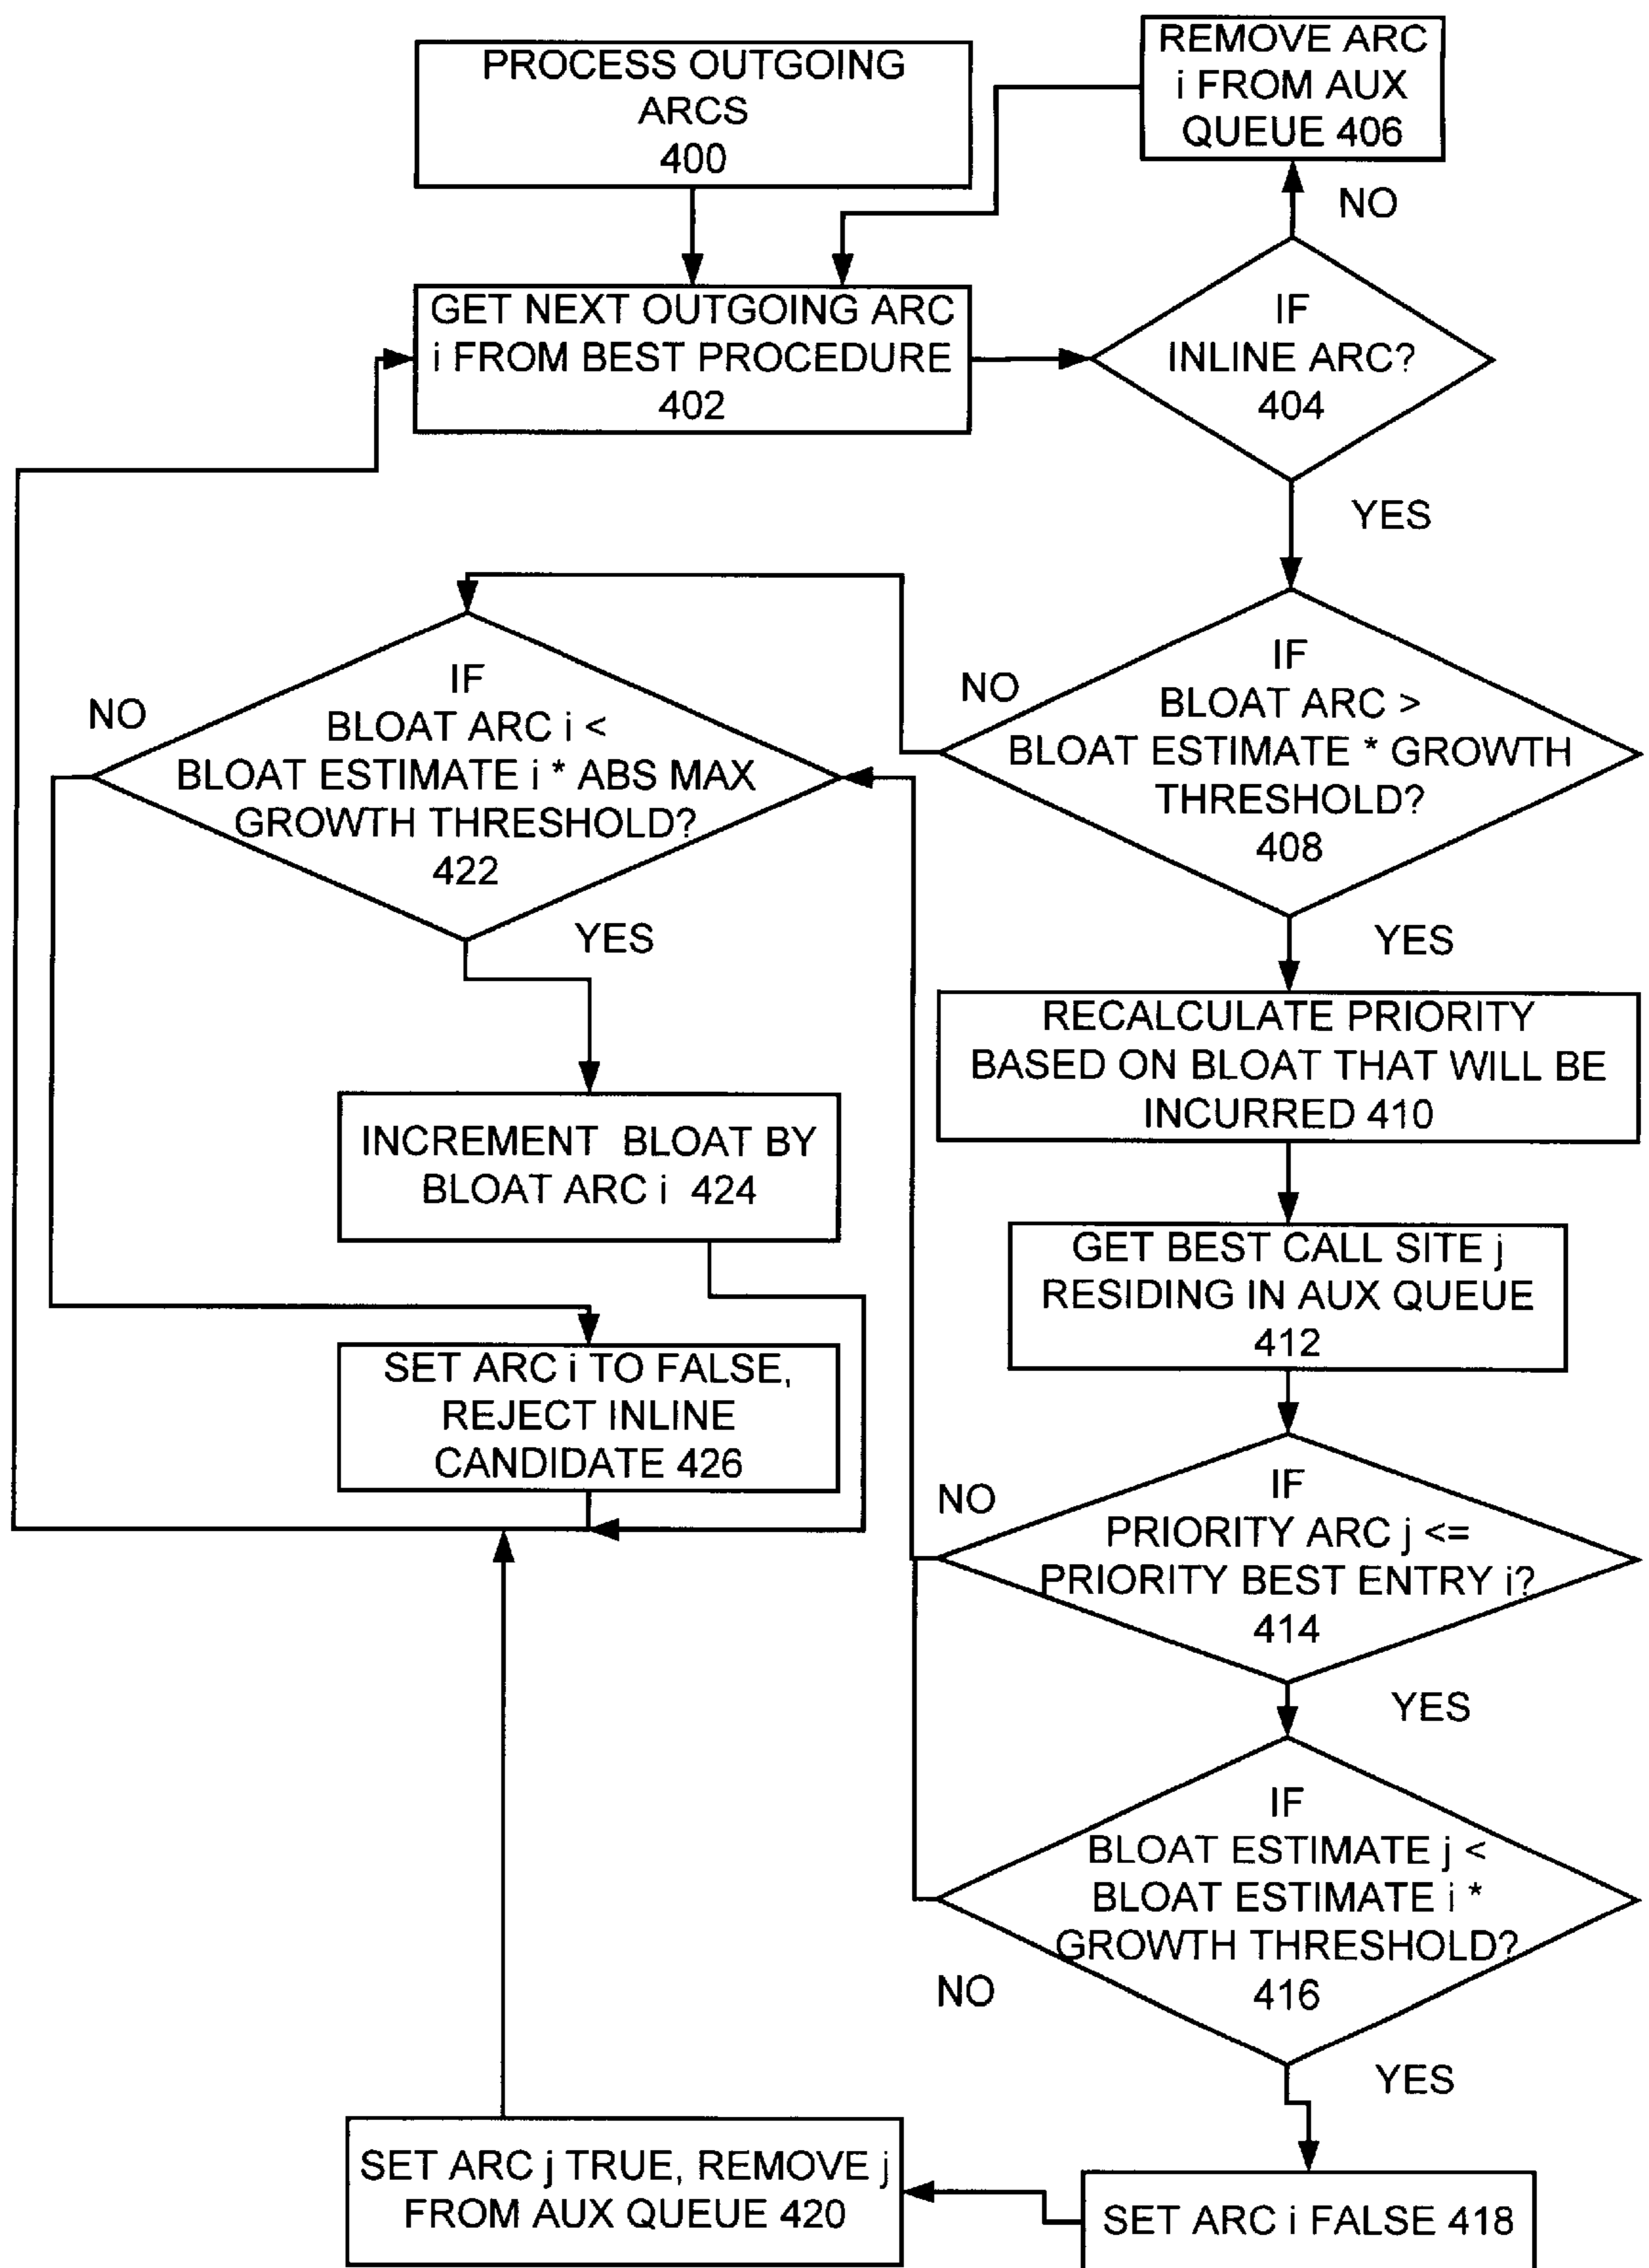 PROCESS OUTGOING
ARCS
400
REMOVE ARC
i FROM AUX
QUEUE 406
NO
GET NEXT OUTGOING ARC
i FROM BEST PROCEDURE
402
IF
INLINE ARC?
404
YES
IF
BLOAT ARC >
BLOAT ESTIMATE * GROWTH
THRESHOLD?
408
NO
YES
IF
BLOAT ARC i <
BLOAT ESTIMATE i * ABS MAX
GROWTH THRESHOLD?
422
NO
YES
RECALCULATE PRIORITY
BASED ON BLOAT THAT WILL BE
INCURRED 410
INCREMENT BLOAT BY
BLOAT ARC i 424
GET BEST CALL SITE j
RESIDING IN AUX QUEUE
412
SET ARC i TO FALSE,
REJECT INLINE
CANDIDATE 426
IF
PRIORITY ARC j <=
PRIORITY BEST ENTRY i?
414
NO
YES
IF
BLOAT ESTIMATE j <
BLOAT ESTIMATE i *
GROWTH THRESHOLD?
416
NO
YES
SET ARC j TRUE, REMOVE j
FROM AUX QUEUE 420
SET ARC i FALSE 418